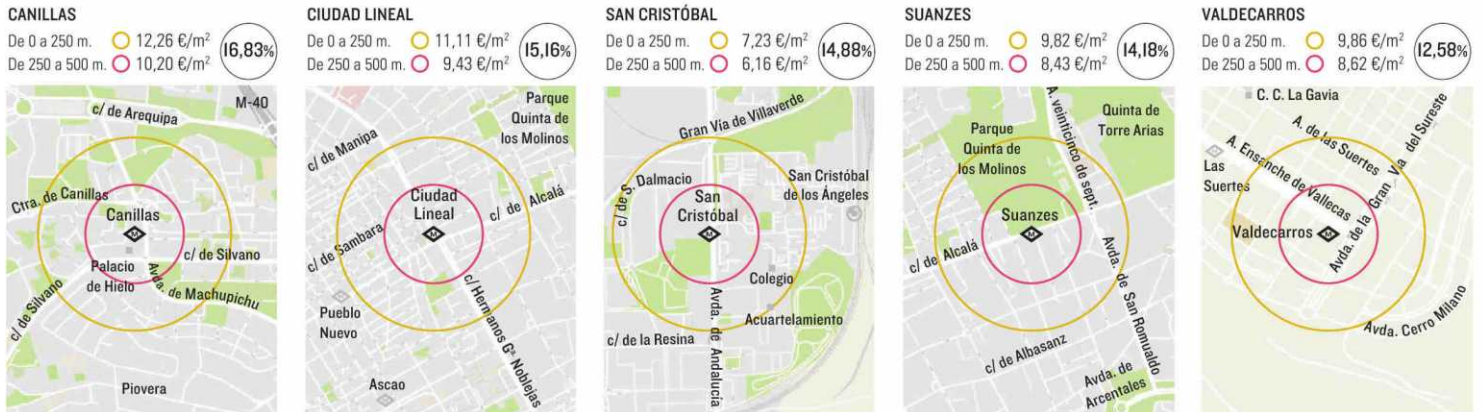 CANILLAS
De 0 a 250 m. 12,26 €/m²
De 250 a 500 m. 10,20 €/m²
16,83%
M-40
c/ de Arequipa
Ctra. de Canillas
Canillas
M
c/ de Silvano
Palacio
de Hielo
Avda. de Machupichu
c/ de Silvano
Piovera
CIUDAD LINEAL
De 0 a 250 m. 11,11 €/m²
De 250 a 500 m. 9,43 €/m²
15,16%
Parque
Quinta de
los Molinos
c/ de Manipa
Ciudad
Lineal
M
c/ de Alcalá
c/ de Sambara
Pueblo
Nuevo
c/ Hermanos Gª Noblejas
Ascao
SAN CRISTÓBAL
De 0 a 250 m. 7,23 €/m²
De 250 a 500 m. 6,16 €/m²
14,88%
Gran Vía de Villaverde
c/ de S. Dalmacio
San Cristóbal
de los Ángeles
San
Cristóbal
M
Colegio
Acuartelamiento
c/ de la Resina
Avda. de Andalucía
SUANZES
De 0 a 250 m. 9,82 €/m²
De 250 a 500 m. 8,43 €/m²
14,18%
A. veinticinco de sept.
Quinta de
Torre Arias
Parque
Quinta de
los Molinos
Suanzes
M
c/ de Alcalá
Avda. de San Romualdo
c/ de Albasanz
Avda. de
Arcentales
VALDECARROS
De 0 a 250 m. 9,86 €/m²
De 250 a 500 m. 8,62 €/m²
12,58%
C. C. La Gavia
A. de las Suertes
A. Ensanche de Vallecas
Las
Suertes
Avda. de la Gran Vía del Sureste
Valdecarros
M
Avda. Cerro Milano